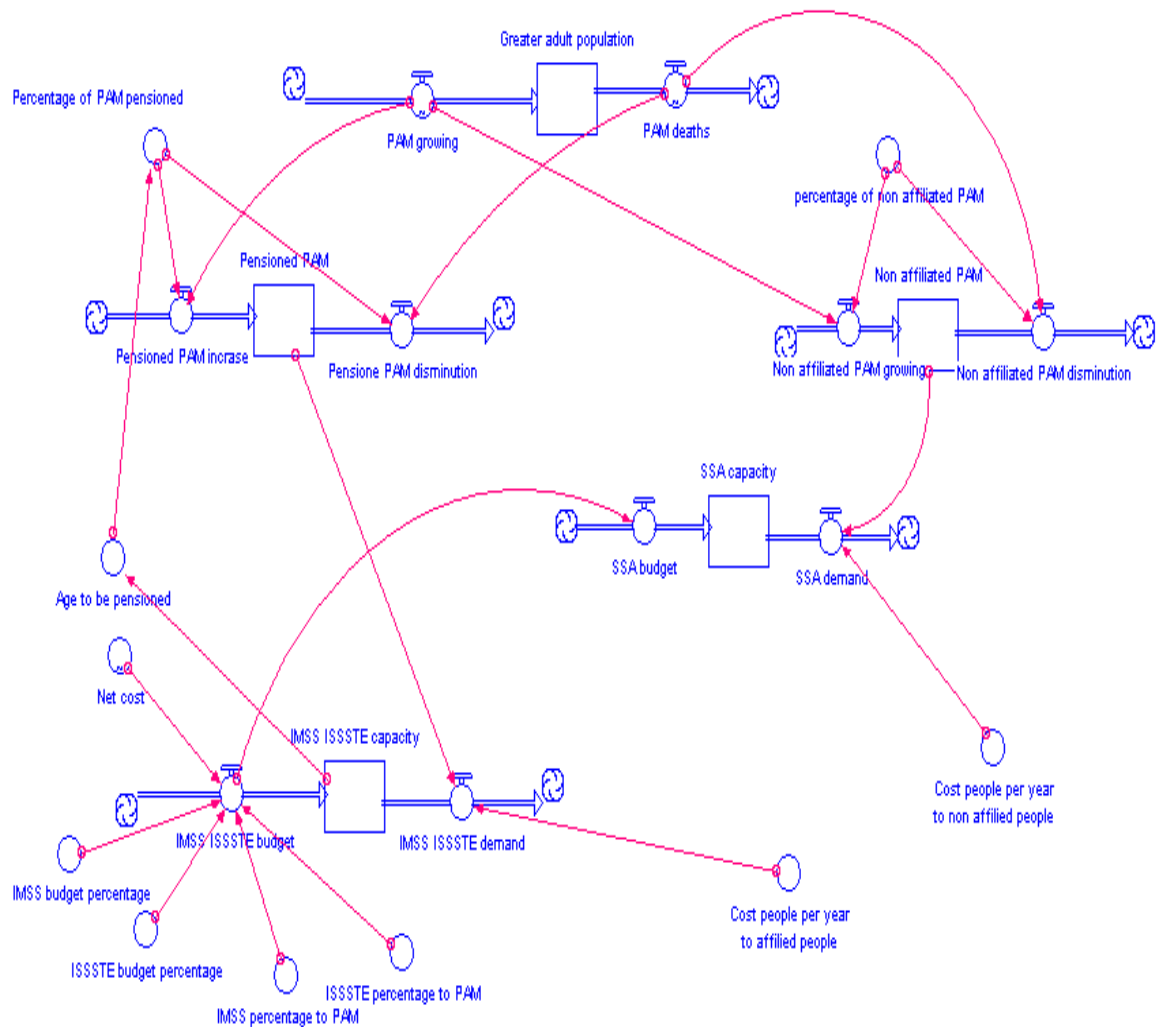 Greater adult population
Percentage of PAM pensioned
PAM growing
PAM deaths
percentage of non affiliated PAM
Pensioned PAM
Non affiliated PAM
Pensioned PAM incrase
Pensione PAM disminution
Non affiliated PAM growing
Non affiliated PAM disminution
SSA capacity
SSA budget
SSA demand
Age to be pensioned
Net cost
IMSS ISSSTE capacity
Cost people per year
to non affilied people
IMSS ISSSTE budget
IMSS ISSSTE demand
IMSS budget percentage
Cost people per year
to affilied people
ISSSTE budget percentage
ISSSTE percentage to PAM
IMSS percentage to PAM